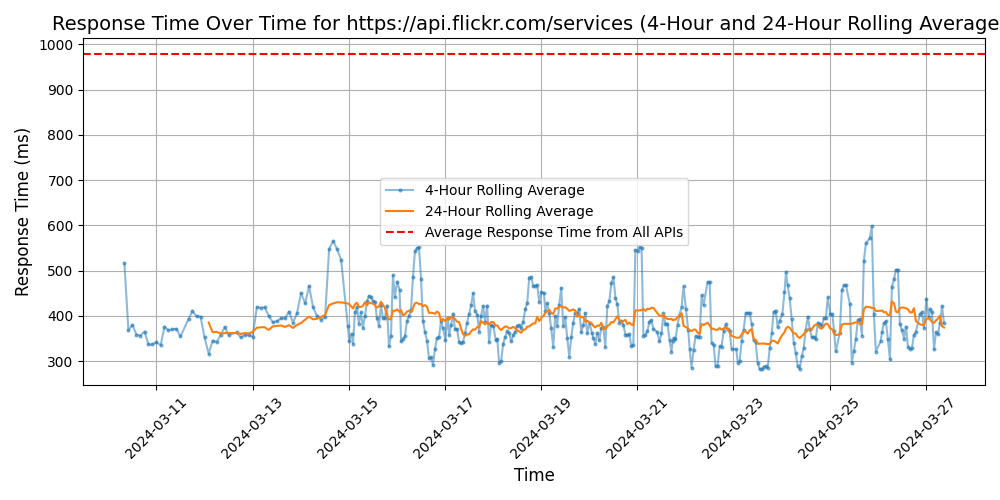 Response Time Over Time for https://api.flickr.com/services (4-Hour and 24-Hour Rolling Average
1000
900
800
700
600
500
400
300
Response Time (ms)
4-Hour Rolling Average
24-Hour Rolling Average
Average Response Time from All APIs
2024-03-11
2024-03-13
2024-03-15
2024-03-17
2024-03-19
2024-03-21
2024-03-23
2024-03-25
2024-03-27
Time